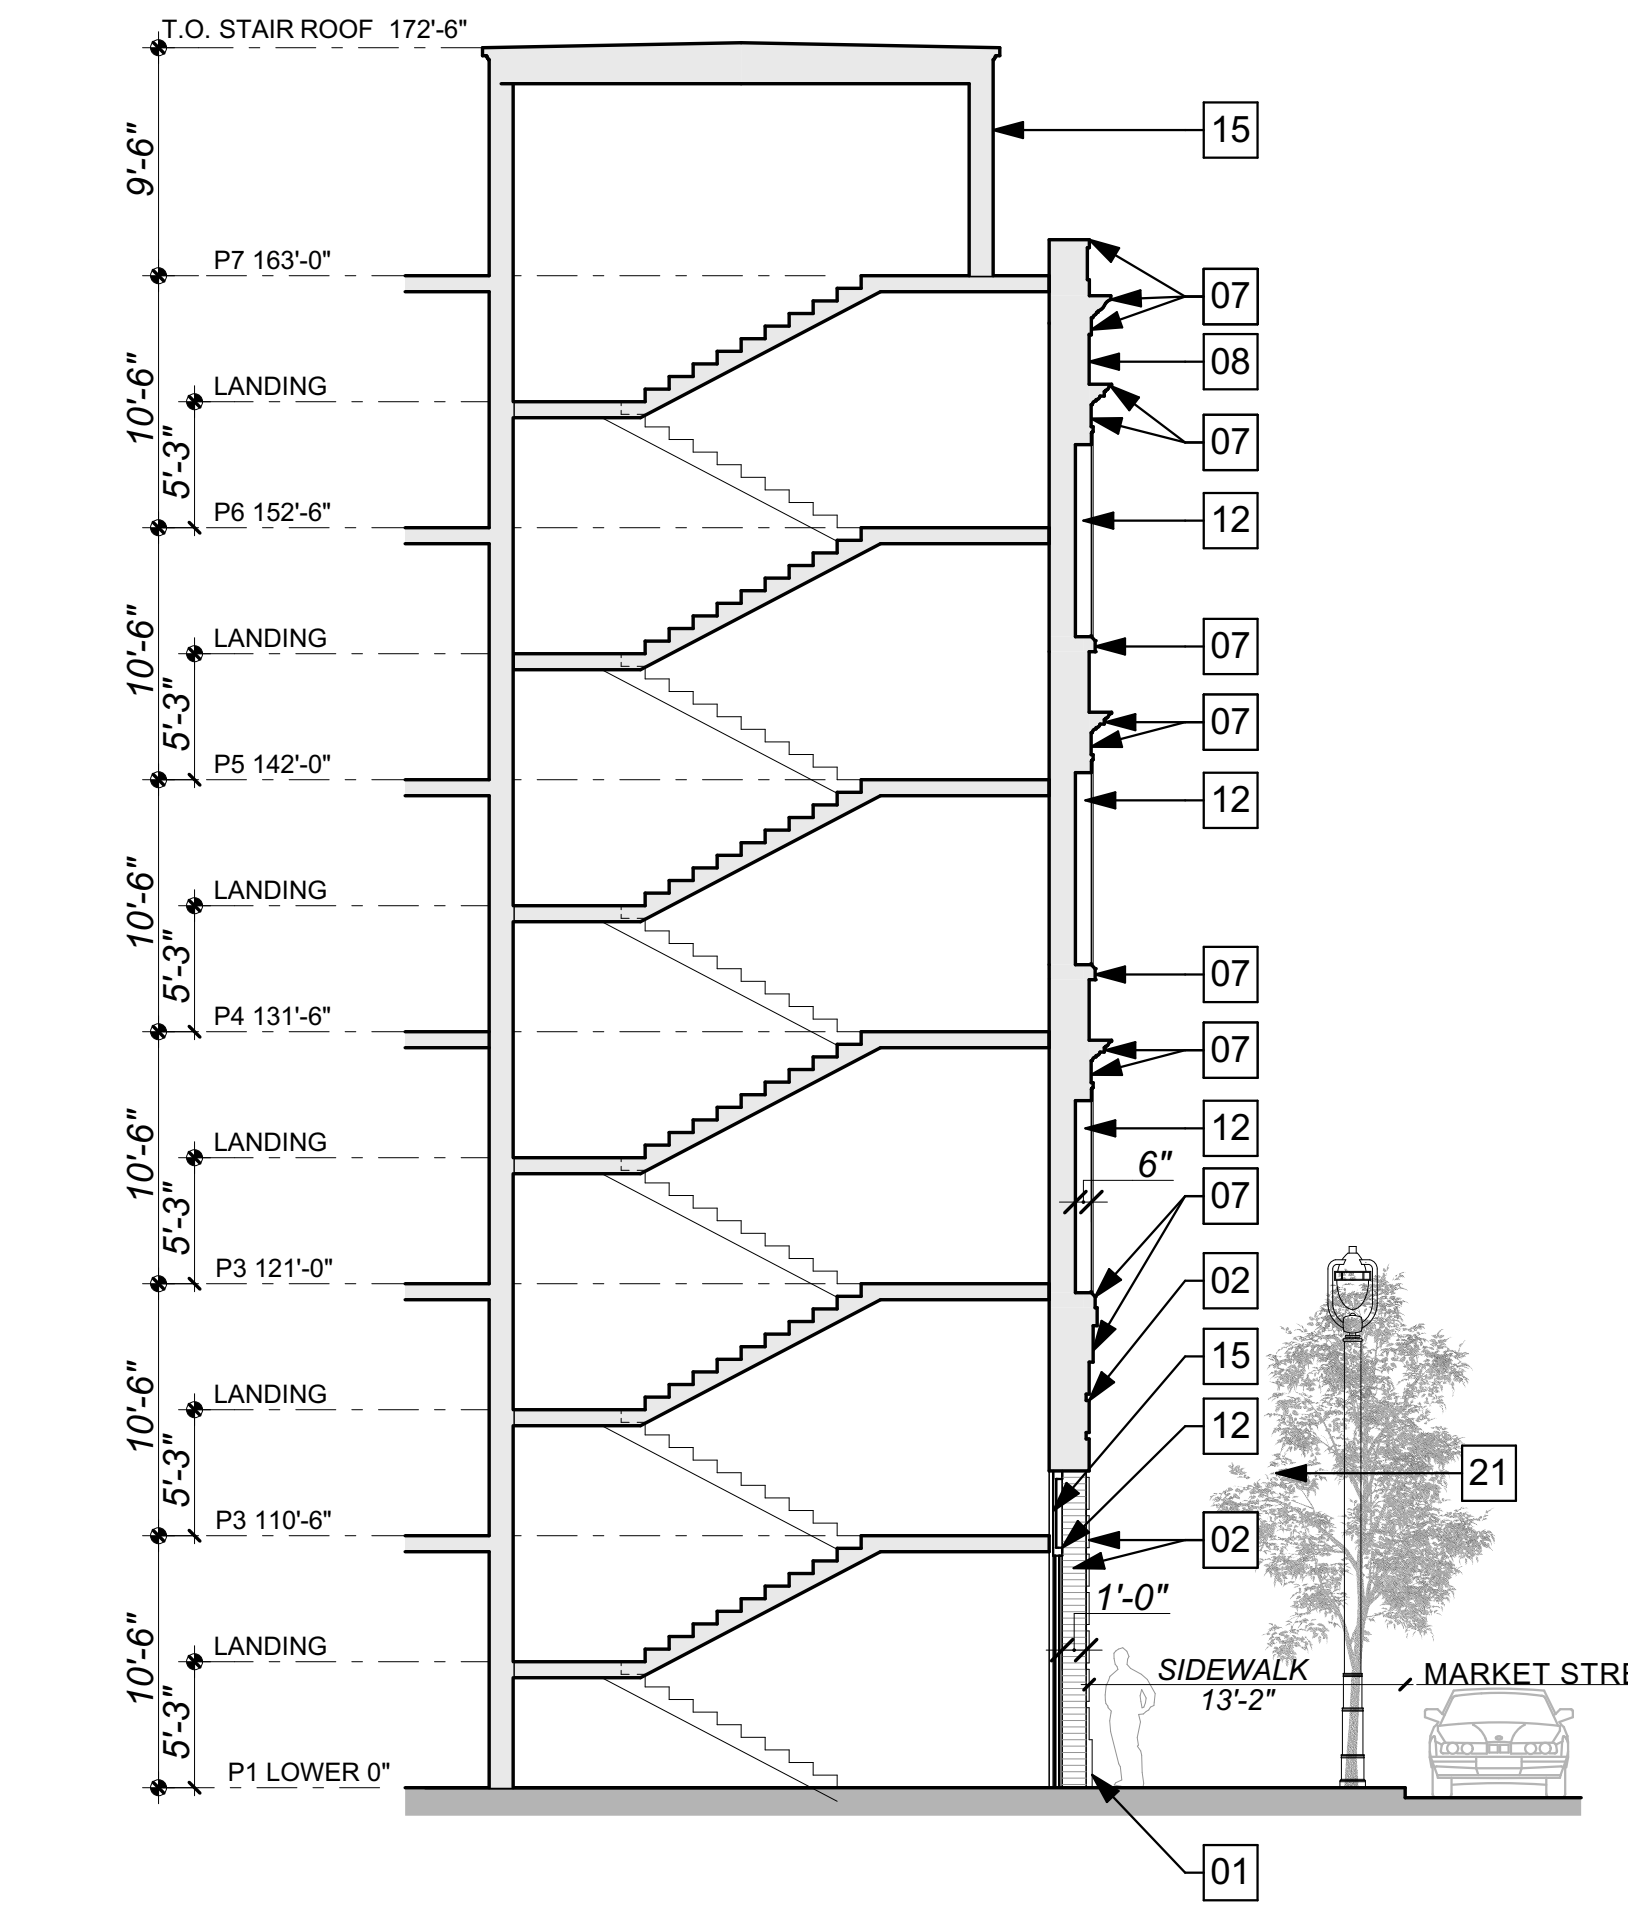 T.O. STAIR ROOF 172'-6"
9'-6"
15
P7 163'-0"
07
08
10'-6"
LANDING
5'-3"
07
P6 152'-6"
12
10'-6"
LANDING
07
5'-3"
07
P5 142'-0"
12
10'-6"
LANDING
5'-3"
07
P4 131'-6"
07
12
10'-6"
LANDING
6"
07
5'-3"
P3 121'-0"
02
15
10'-6"
LANDING
12
5'-3"
21
P3 110'-6"
02
1'-0"
10'-6"
LANDING
5'-3"
SIDEWALK
13'-2"
MARKET STRE
P1 LOWER 0"
01